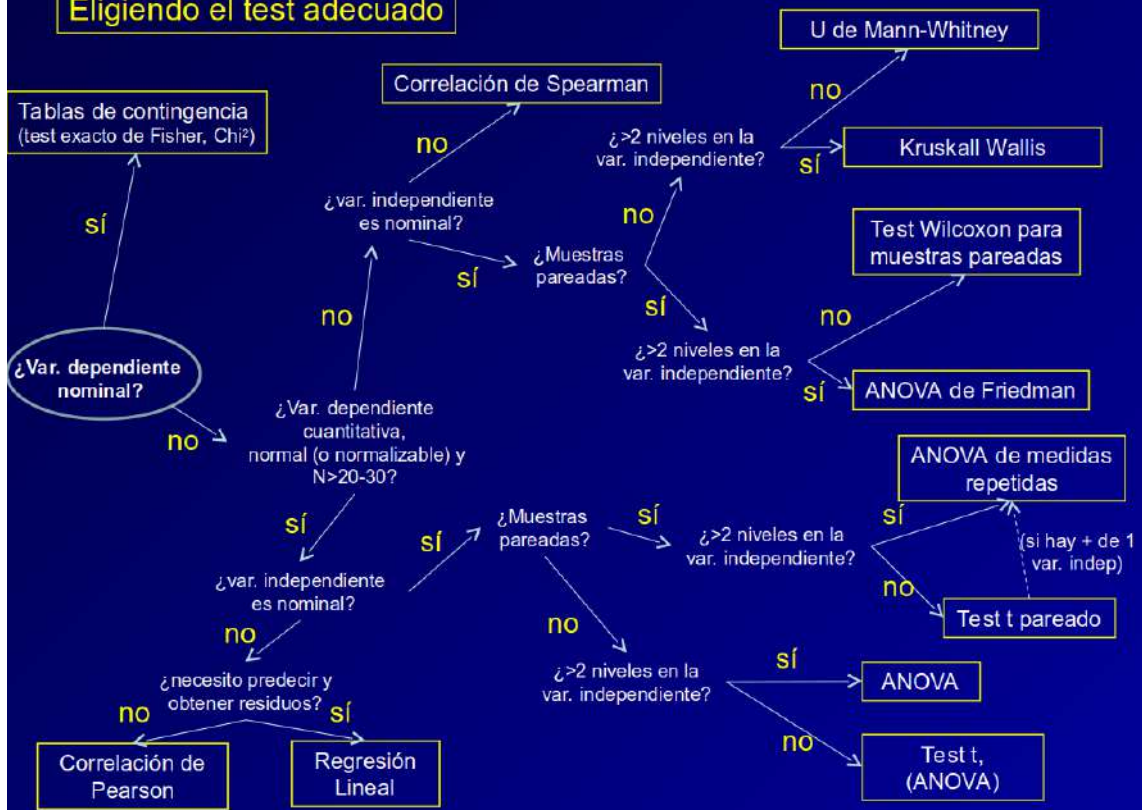 Eligiendo el test adecuado
U de Mann-Whitney
no
Correlación de Spearman
Tablas de contingencia
(test exacto de Fisher, Chi²)
no
¿>2 niveles en la
var. independiente?
sí
Kruskall Wallis
¿var. independiente
es nominal?
no
sí
Test Wilcoxon para
muestras pareadas
¿Muestras
pareadas?
sí
sí
no
no
¿>2 niveles en la
var. independiente?
¿Var. dependiente
nominal?
sí
ANOVA de Friedman
no
¿Var. dependiente
cuantitativa,
normal (o normalizable) y
N>20-30?
ANOVA de medidas
repetidas
sí
¿Muestras
pareadas?
sí
sí
sí
¿>2 niveles en la
var. independiente?
(si hay + de 1
var. indep)
¿var. independiente
es nominal?
no
Test t pareado
no
no
¿necesito predecir y
obtener residuos?
¿>2 niveles en la
var. independiente?
sí
ANOVA
no
sí
no
Correlación de
Pearson
Regresión
Lineal
Test t,
(ANOVA)